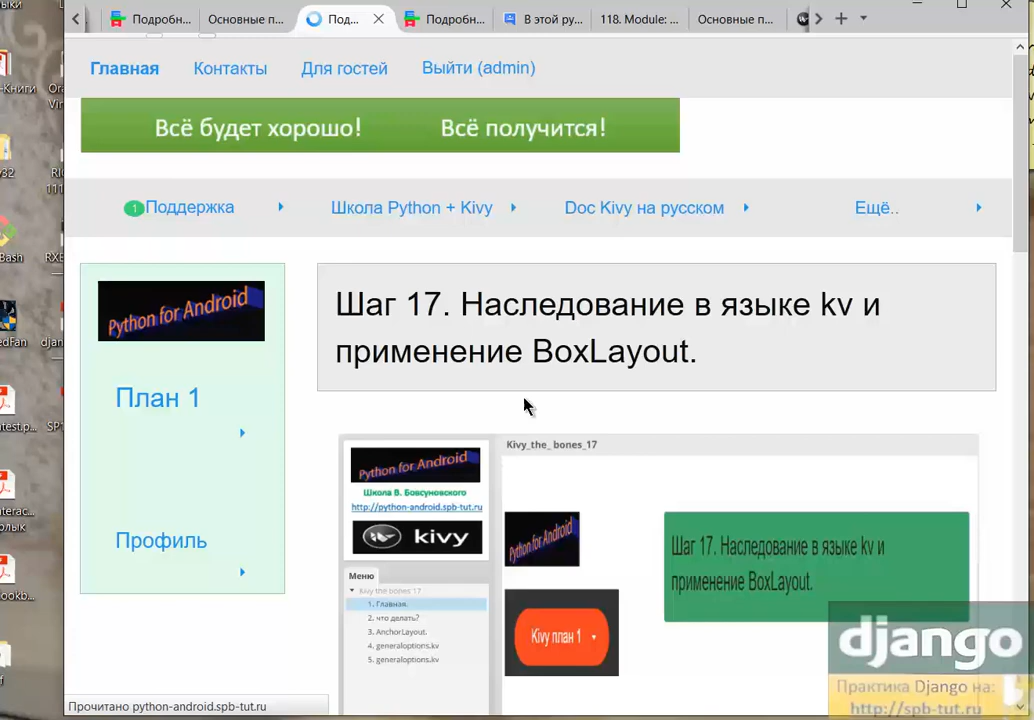 Подробн...
Основные п...
Под...
Подробн...
В этой ру...
118. Module: ...
Основные п...
Главная
Контакты
Для гостей
Выйти (admin)
Всё будет хорошо!
Всё получится!
1
Поддержка
Школа Python + Kivy
Doc Kivy на русском
Ещё..
Python for Android
План 1
Профиль
Шаг 17. Наследование в языке kv и
применение BoxLayout.
Kivy_the_ bones_17
Python for Android
Школа В. Бовсуновского
http://python-android.spb-tut.ru
kivy
Меню
Kivy the bones 17
1. Главная.
2. что делать?
3. AnchorLayout.
4. generaloptions.kv
5. generaloptions.kv
Python for Android
Kivy план 1
Шаг 17. Наследование в языке kv и
применение BoxLayout.
django
Практика Django на:
http://spb-tut.ru
Прочитано python-android.spb-tut.ru
-Книги
Bash